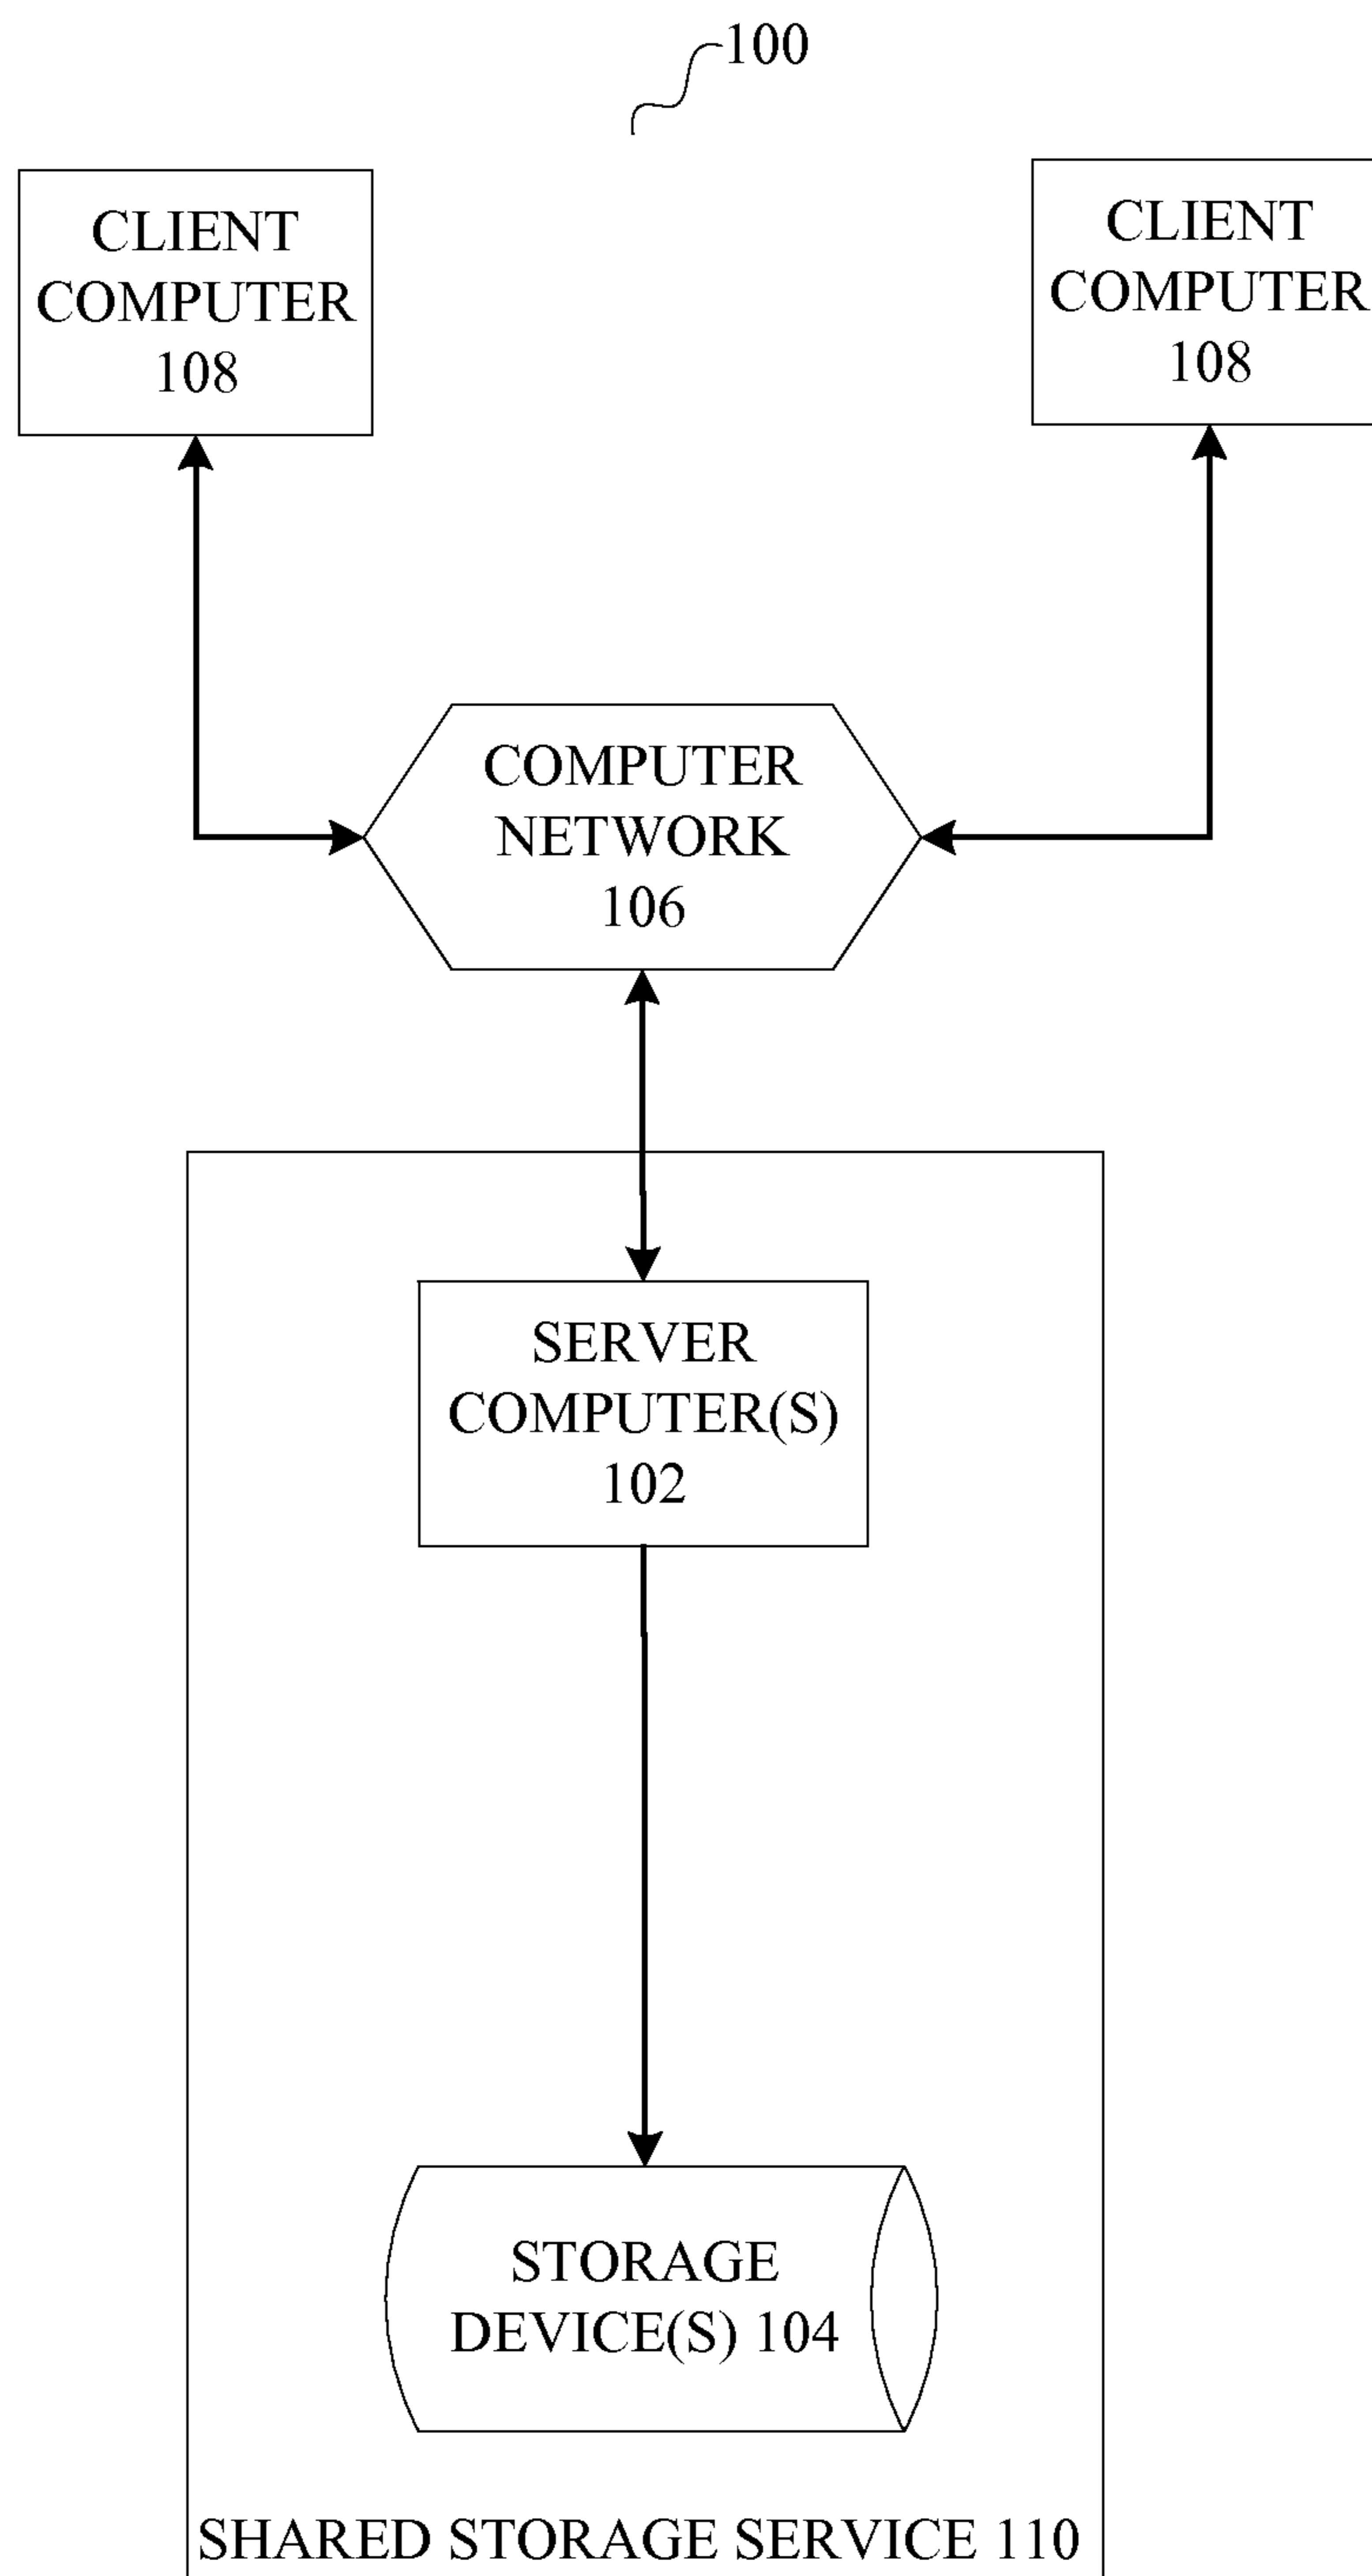 100
CLIENT
COMPUTER
108
CLIENT
COMPUTER
108
COMPUTER
NETWORK
106
SERVER
COMPUTER(S)
102
STORAGE
DEVICE(S) 104
SHARED STORAGE SERVICE 110